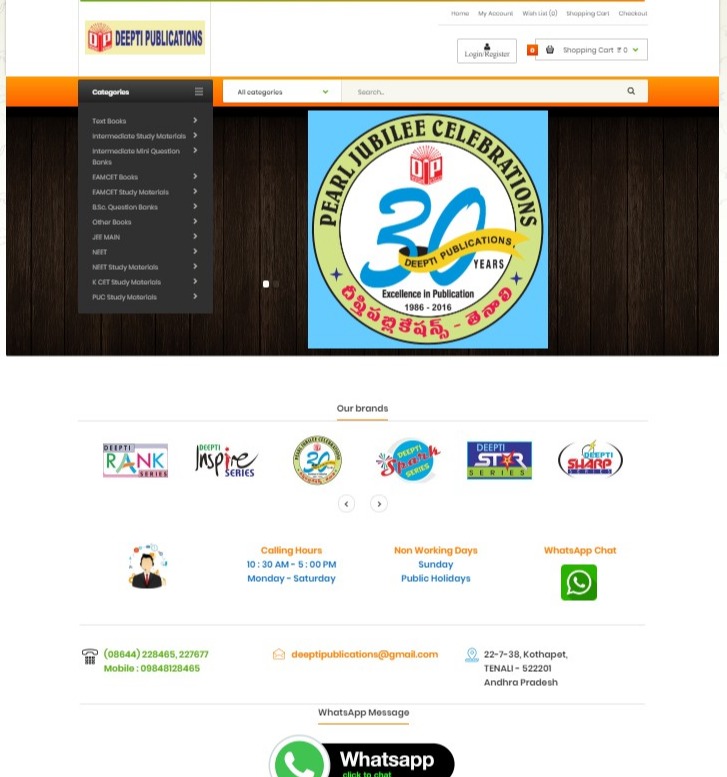 Home My Account Wish List (0) Shopping Cart Checkout
DP DEEPTI PUBLICATIONS
Login/Register
0 Shopping Cart ₹ 0
Categories
All categories
Search..
Text Books
Intermediate Study Materials
Intermediate Mini Question
Banks
EAMCET Books
EAMCET Study Materials
B.Sc. Question Banks
Other Books
JEE MAIN
NEET
NEET Study Materials
K CET Study Materials
PUC Study Materials
PEARL JUBILEE CELEBRATIONS
DP
30
DEEPTI PUBLICATIONS,
YEARS
Excellence in Publication
1986 - 2016
దీప్తి పబ్లికేషన్స్ - తెనాలి
Our brands
DEEPTI
RANK
SERIES
DEEPTI
Inspire
SERIES
PEARL JUBILEE CELEBRATIONS
30
DEEPTI
Spark
SERIES
DEEPTI
STAR
SERIES
DEEPTI
SHARP
SERIES
Calling Hours
10 : 30 AM - 5 : 00 PM
Monday - Saturday
Non Working Days
Sunday
Public Holidays
WhatsApp Chat
(08644) 228465, 227677
Mobile : 09848128465
deeptipublications@gmail.com
22-7-38, Kothapet,
TENALI - 522201
Andhra Pradesh
WhatsApp Message
Whatsapp
click to chat